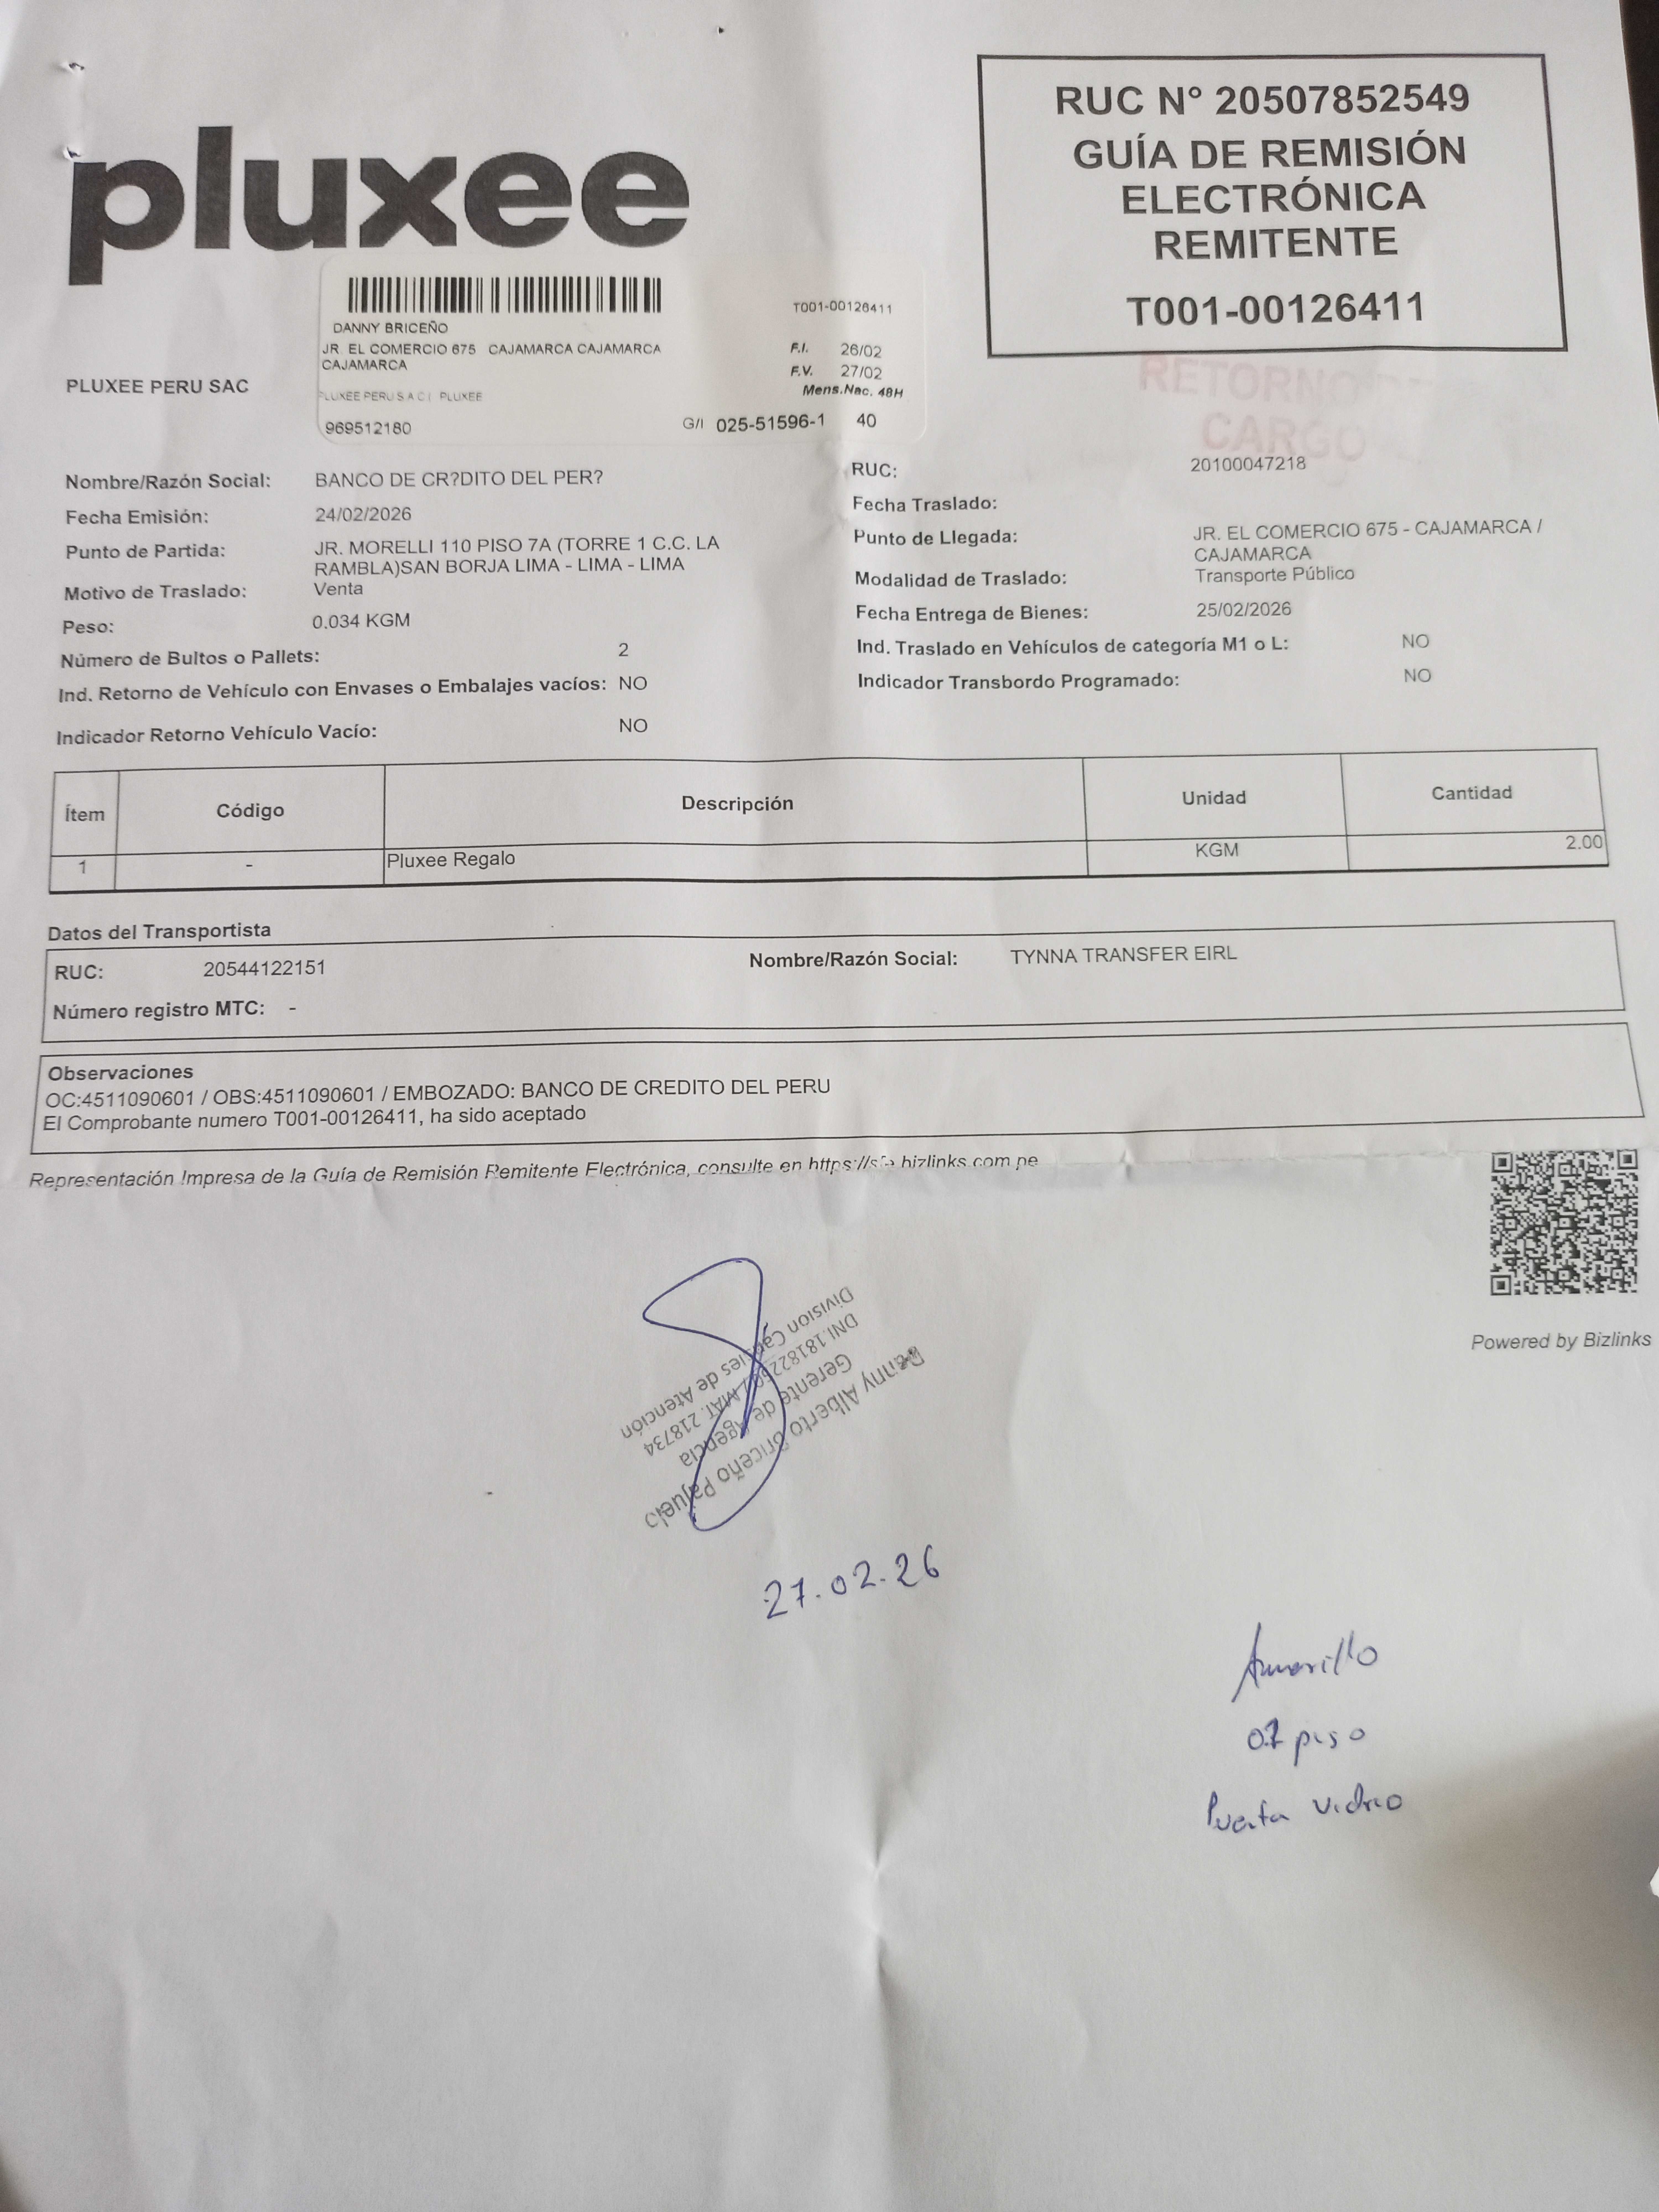 pluxee
RUC N° 20507852549
GUÍA DE REMISIÓN
ELECTRÓNICA
REMITENTE
T001-00126411
RETORNO DE
CARGO
DANNY BRICEÑO
JR. EL COMERCIO 675 CAJAMARCA CAJAMARCA
CAJAMARCA
PLUXEE PERU S A C | PLUXEE
969512180
T001-00126411
F.I. 26/02
F.V. 27/02
Mens.Nac. 48H
G/I 025-51596-1 40
PLUXEE PERU SAC
Nombre/Razón Social: BANCO DE CR?DITO DEL PER?
RUC: 20100047218
Fecha Emisión: 24/02/2026
Fecha Traslado:
Punto de Partida: JR. MORELLI 110 PISO 7A (TORRE 1 C.C. LA
RAMBLA)SAN BORJA LIMA - LIMA - LIMA
Punto de Llegada: JR. EL COMERCIO 675 - CAJAMARCA /
CAJAMARCA
Motivo de Traslado: Venta
Modalidad de Traslado: Transporte Público
Peso: 0.034 KGM
Fecha Entrega de Bienes: 25/02/2026
Número de Bultos o Pallets: 2
Ind. Traslado en Vehículos de categoría M1 o L: NO
Ind. Retorno de Vehículo con Envases o Embalajes vacíos: NO
Indicador Transbordo Programado: NO
Indicador Retorno Vehículo Vacío: NO
Ítem Código Descripción Unidad Cantidad
1 - Pluxee Regalo KGM 2.00
Datos del Transportista
RUC: 20544122151 Nombre/Razón Social: TYNNA TRANSFER EIRL
Número registro MTC: -
Observaciones
OC:4511090601 / OBS:4511090601 / EMBOZADO: BANCO DE CREDITO DEL PERU
El Comprobante numero T001-00126411, ha sido aceptado
Representación Impresa de la Guía de Remisión Remitente Electrónica, consulte en https://sfe.bizlinks.com.pe
Powered by Bizlinks
Danny Alberto Briceño Pajuelo
Gerente de Agencia
MAT. 218734
División Canales de Atención
27.02.26
Amarillo
piso
Puerta vidrio